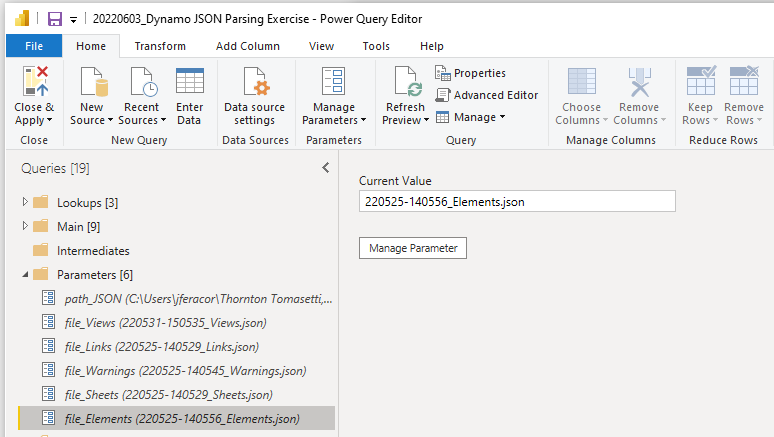 20220603_Dynamo JSON Parsing Exercise - Power Query Editor
File Home Transform Add Column View Tools Help
Close & Apply
New Source
Recent Sources
Enter Data
Data source settings
Manage Parameters
Refresh Preview
Properties
Advanced Editor
Manage
Choose Columns
Remove Columns
Keep Rows
Remove Rows
Close New Query Data Sources Parameters Query Manage Columns Reduce Rows
Queries [19]
Lookups [3]
Main [9]
Intermediates
Parameters [6]
path_JSON (C:\Users\jferacor\Thornton Tomasetti,...
file_Views (220531-150535_Views.json)
file_Links (220525-140529_Links.json)
file_Warnings (220525-140545_Warnings.json)
file_Sheets (220525-140529_Sheets.json)
file_Elements (220525-140556_Elements.json)
Current Value
220525-140556_Elements.json
Manage Parameter